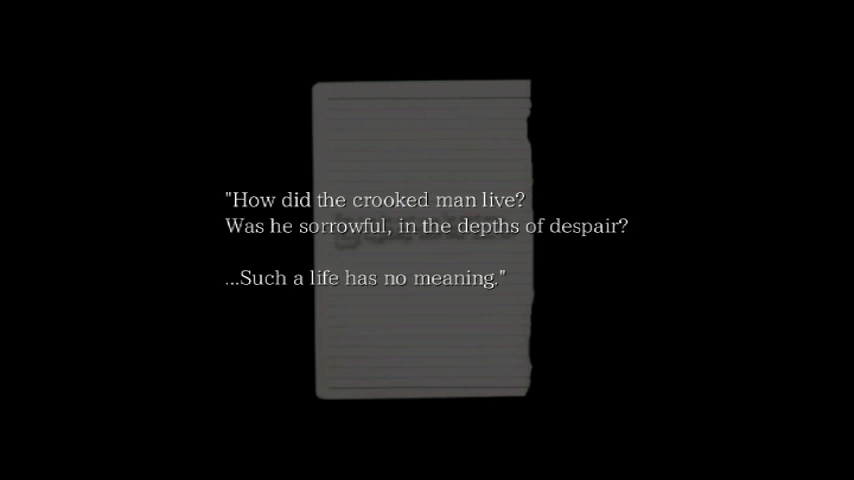 "How did the crooked man live?
Was he sorrowful, in the depths of despair?
...Such a life has no meaning."